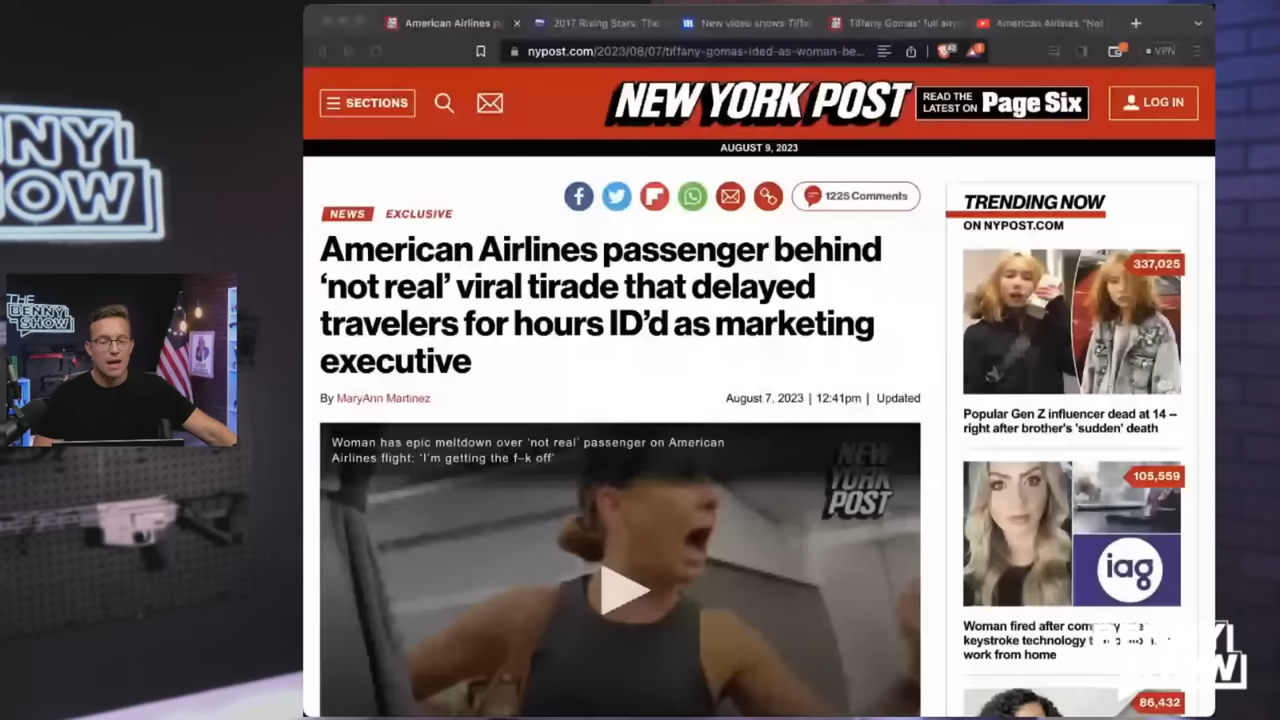 American Airlines p
2017 Rising Stars: The
New video shows Tiffa
Tiffany Gomas' full airp
American Airlines "Not
nypost.com/2023/08/07/tiffany-gomas-ided-as-woman-be...
VPN
SECTIONS
NEW YORK POST
READ THE
LATEST ON
Page Six
LOG IN
AUGUST 9, 2023
1225 Comments
NEWS EXCLUSIVE
American Airlines passenger behind
‘not real’ viral tirade that delayed
travelers for hours ID’d as marketing
executive
By MaryAnn Martinez
August 7, 2023 | 12:41pm | Updated
Woman has epic meltdown over ‘not real’ passenger on American
Airlines flight: ‘I’m getting the f–k off’
NEW
YORK
POST
TRENDING NOW
ON NYPOST.COM
337,025
Popular Gen Z influencer dead at 14 –
right after brother's 'sudden' death
105,559
iag
Woman fired after
keystroke technology
work from home
86,432
NNY
OW
THE
BENNY
SHOW